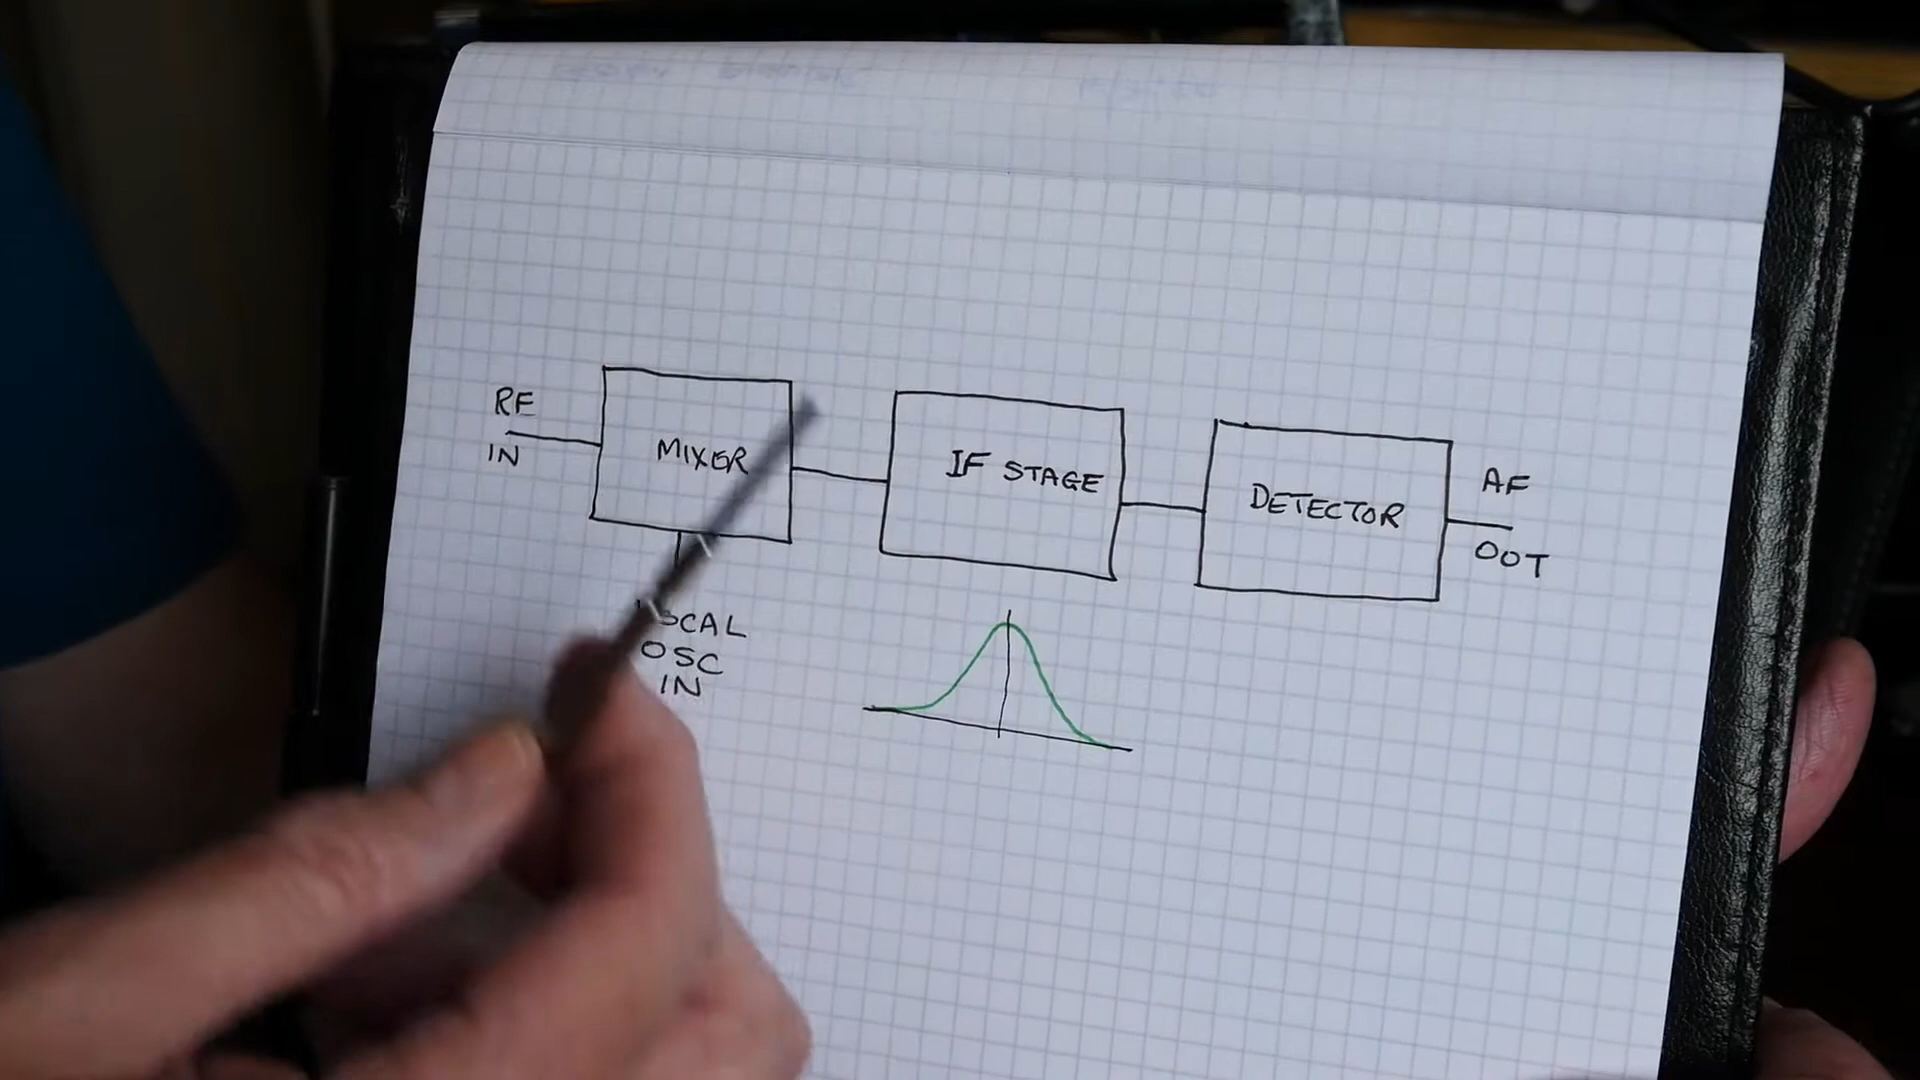 RF
IN
MIXER
IF STAGE
DETECTOR
AF
OUT
OSC
IN